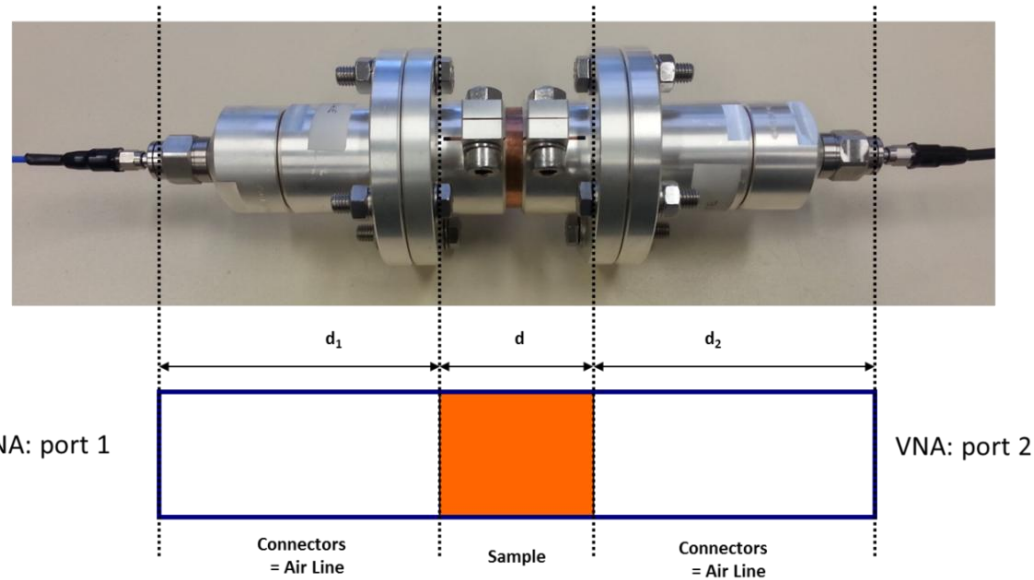 d₁ d d₂
NA: port 1
VNA: port 2
Connectors
= Air Line
Sample
Connectors
= Air Line